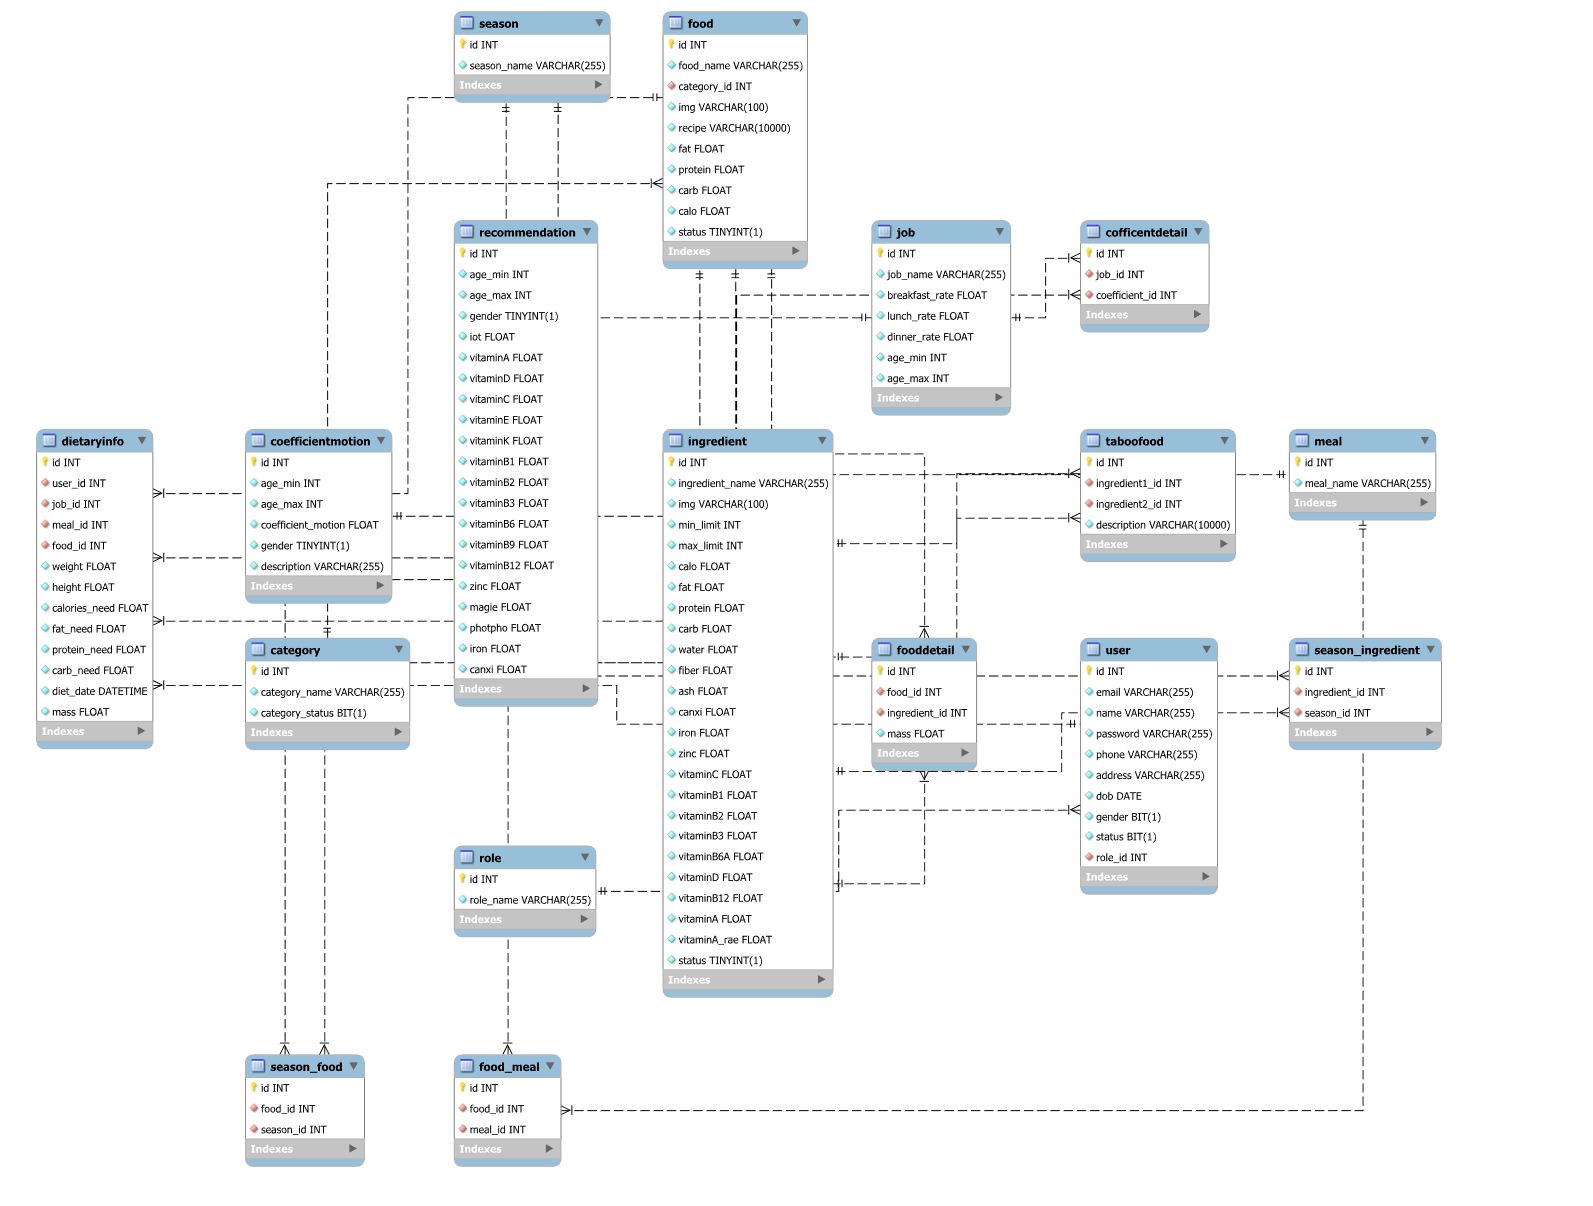 season
id INT
season_name VARCHAR(255)
Indexes
food
id INT
food_name VARCHAR(255)
category_id INT
img VARCHAR(100)
recipe VARCHAR(10000)
fat FLOAT
protein FLOAT
carb FLOAT
calo FLOAT
status TINYINT(1)
Indexes
recommendation
id INT
age_min INT
age_max INT
gender TINYINT(1)
iot FLOAT
vitaminA FLOAT
vitaminD FLOAT
vitaminC FLOAT
vitaminE FLOAT
vitaminK FLOAT
vitaminB1 FLOAT
vitaminB2 FLOAT
vitaminB3 FLOAT
vitaminB6 FLOAT
vitaminB9 FLOAT
vitaminB12 FLOAT
zinc FLOAT
magie FLOAT
photpho FLOAT
iron FLOAT
canxi FLOAT
Indexes
job
id INT
job_name VARCHAR(255)
breakfast_rate FLOAT
lunch_rate FLOAT
dinner_rate FLOAT
age_min INT
age_max INT
Indexes
cofficentdetail
id INT
job_id INT
coefficient_id INT
Indexes
dietaryinfo
id INT
user_id INT
job_id INT
meal_id INT
food_id INT
weight FLOAT
height FLOAT
calories_need FLOAT
fat_need FLOAT
protein_need FLOAT
carb_need FLOAT
diet_date DATETIME
mass FLOAT
Indexes
coefficientmotion
id INT
age_min INT
age_max INT
coefficient_motion FLOAT
gender TINYINT(1)
description VARCHAR(255)
Indexes
ingredient
id INT
ingredient_name VARCHAR(255)
img VARCHAR(100)
min_limit INT
max_limit INT
calo FLOAT
fat FLOAT
protein FLOAT
carb FLOAT
water FLOAT
fiber FLOAT
ash FLOAT
canxi FLOAT
iron FLOAT
zinc FLOAT
vitaminC FLOAT
vitaminB1 FLOAT
vitaminB2 FLOAT
vitaminB3 FLOAT
vitaminB6A FLOAT
vitaminD FLOAT
vitaminB12 FLOAT
vitaminA FLOAT
vitaminA_rae FLOAT
status TINYINT(1)
Indexes
taboofood
id INT
ingredient1_id INT
ingredient2_id INT
description VARCHAR(10000)
Indexes
meal
id INT
meal_name VARCHAR(255)
Indexes
category
id INT
category_name VARCHAR(255)
category_status BIT(1)
Indexes
fooddetail
id INT
food_id INT
ingredient_id INT
mass FLOAT
Indexes
user
id INT
email VARCHAR(255)
name VARCHAR(255)
password VARCHAR(255)
phone VARCHAR(255)
address VARCHAR(255)
dob DATE
gender BIT(1)
status BIT(1)
role_id INT
Indexes
season_ingredient
id INT
ingredient_id INT
season_id INT
Indexes
role
id INT
role_name VARCHAR(255)
Indexes
season_food
id INT
food_id INT
season_id INT
Indexes
food_meal
id INT
food_id INT
meal_id INT
Indexes